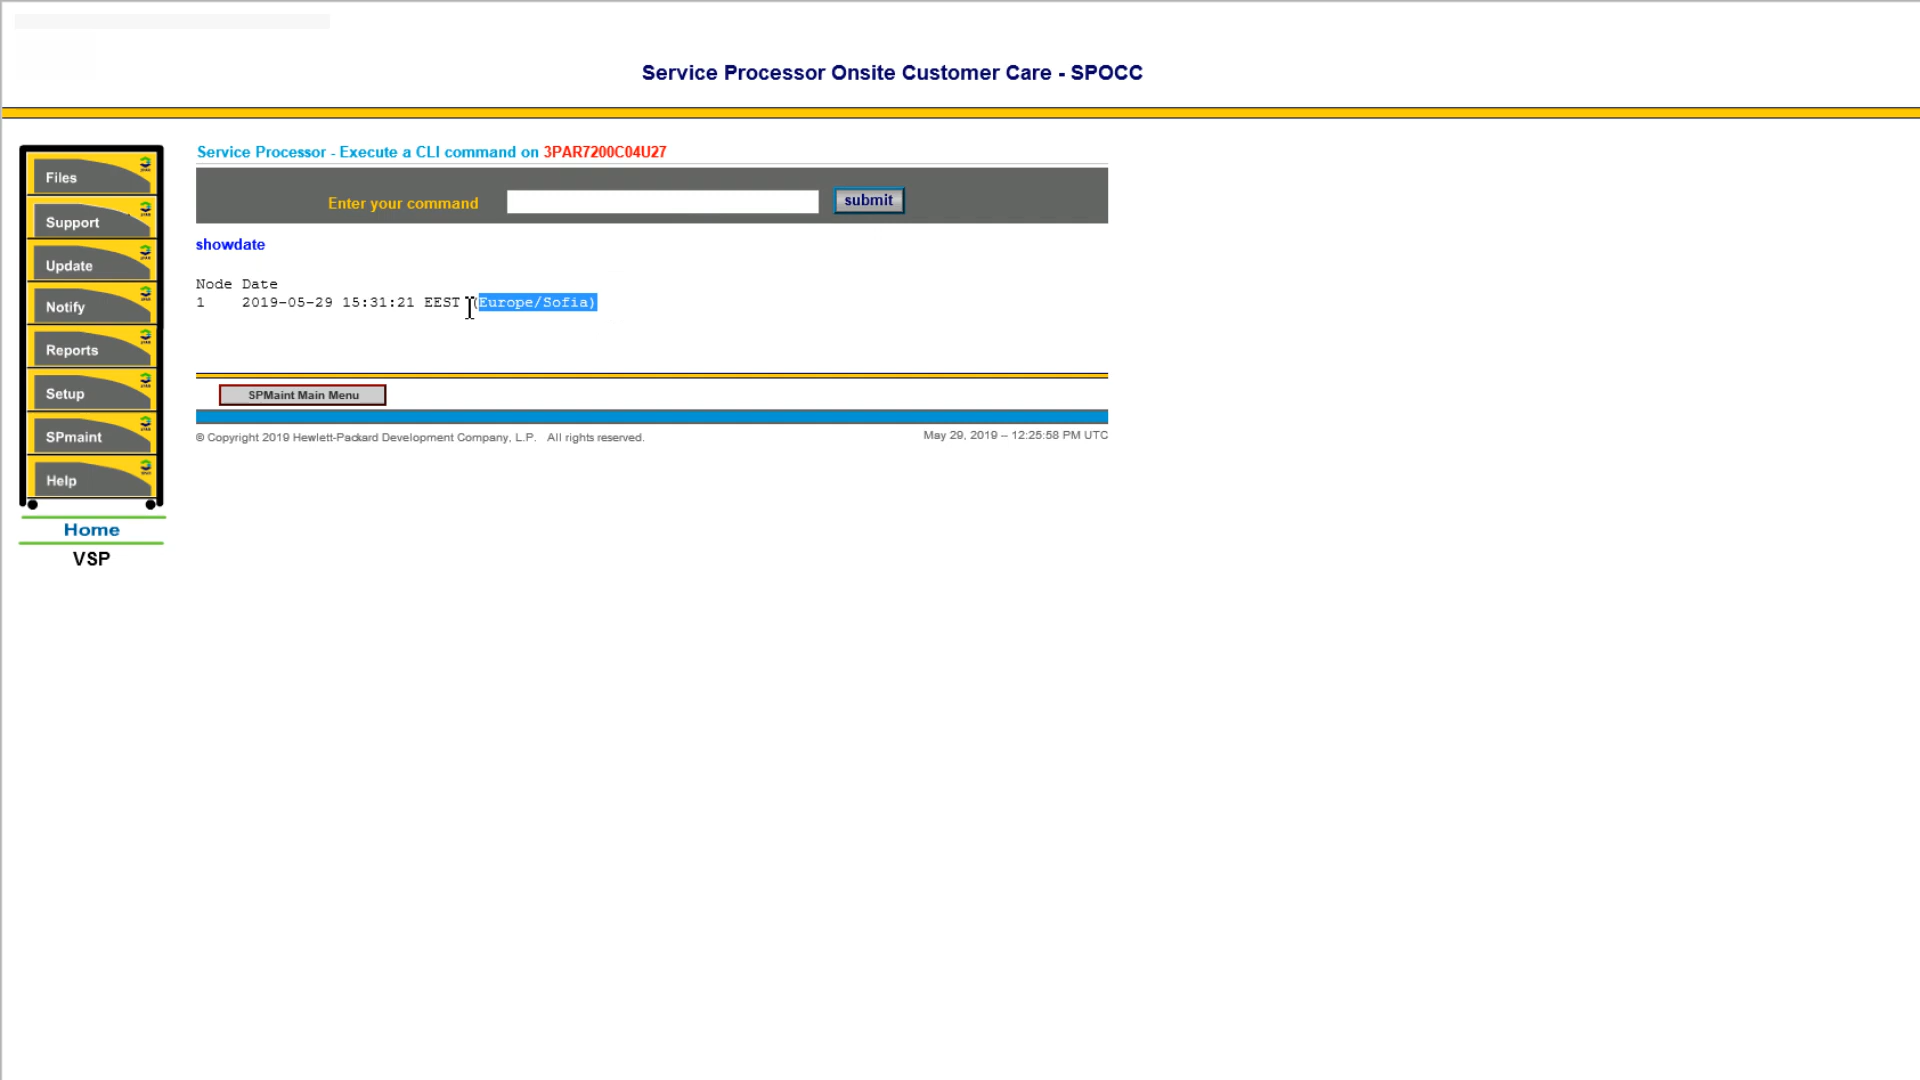 Service Processor Onsite Customer Care - SPOCC
Service Processor - Execute a CLI command on 3PAR7200C04U27
Enter your command
submit
showdate
Node Date
1 2019-05-29 15:31:21 EEST (Europe/Sofia)
SPMaint Main Menu
© Copyright 2019 Hewlett-Packard Development Company, L.P. All rights reserved.
May 29, 2019 -- 12:25:58 PM UTC
Files
Support
Update
Notify
Reports
Setup
SPmaint
Help
Home
VSP